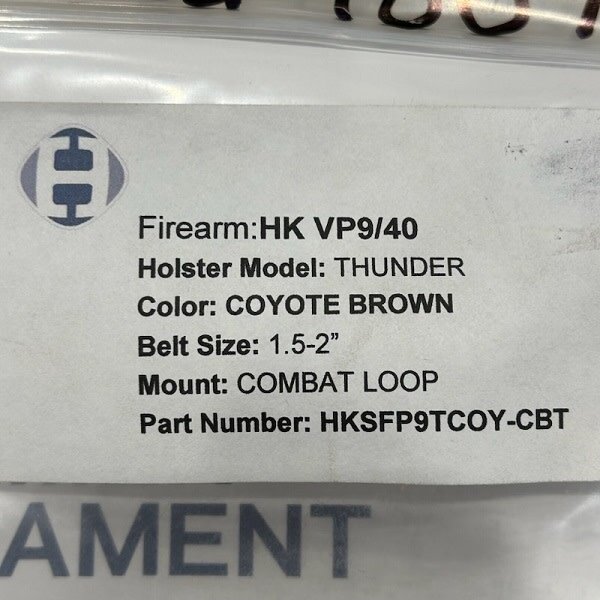 Firearm:HK VP9/40
Holster Model: THUNDER
Color: COYOTE BROWN
Belt Size: 1.5-2”
Mount: COMBAT LOOP
Part Number: HKSFP9TCOY-CBT
AMENT